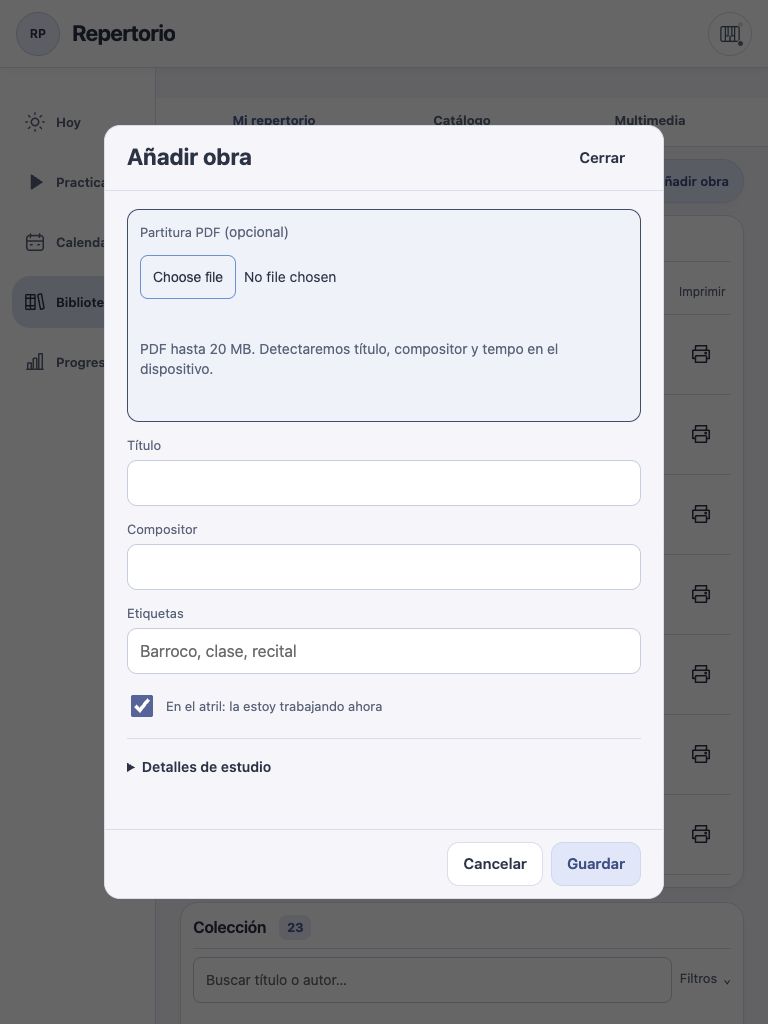 RP
Repertorio
Hoy
Mi repertorio
Catálogo
Multimedia
Añadir obra
Cerrar
Partitura PDF (opcional)
Choose file
No file chosen
PDF hasta 20 MB. Detectaremos título, compositor y tempo en el
dispositivo.
Título
Compositor
Etiquetas
Barroco, clase, recital
En el atril: la estoy trabajando ahora
Detalles de estudio
Cancelar
Guardar
Practica
Calenda
Bibliote
Progres
ñadir obra
Imprimir
Colección
23
Buscar título o autor...
Filtros